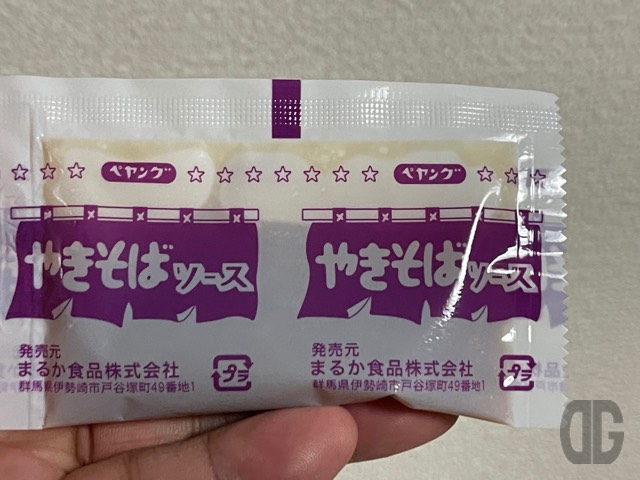 ペヤング ☆☆☆☆☆☆☆ ペヤング
やきそばソース やきそばソース
発売元 発売元
まるか食品株式会社 まるか食品株式会社
群馬県伊勢崎市戸谷塚町49番地1 プラ 群馬県伊勢崎市戸谷塚町49番地1 プラ
DG